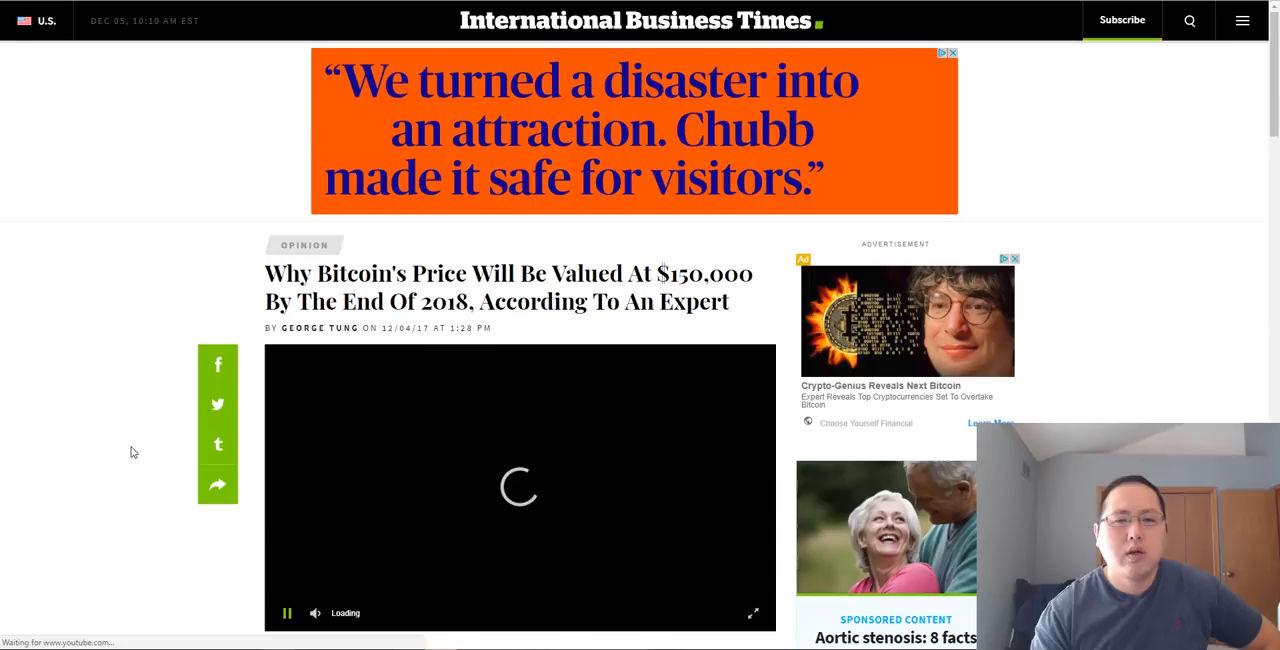 U.S.
DEC 05, 10:10 AM EST
International Business Times
Subscribe
“We turned a disaster into
an attraction. Chubb
made it safe for visitors.”
OPINION
Why Bitcoin's Price Will Be Valued At $150,000
By The End Of 2018, According To An Expert
BY GEORGE TUNG ON 12/04/17 AT 1:28 PM
f
t
Loading
ADVERTISEMENT
Ad
Crypto-Genius Reveals Next Bitcoin
Expert Reveals Top Cryptocurrencies Set To Overtake
Bitcoin
Choose Yourself Financial
Learn More
SPONSORED CONTENT
Aortic stenosis: 8 facts
Waiting for www.youtube.com...